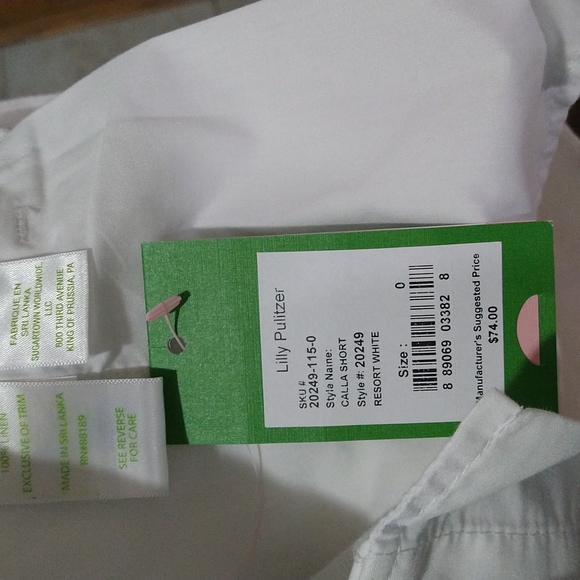 Lilly Pulitzer
SKU #
20249-115-0
Style Name:
CALLA SHORT
Style #: 20249
RESORT WHITE
Size : 0
8 89069 03382 8
Manufacturer's Suggested Price
$74.00
FABRIQUE EN
SRI LANKA
SUGARTOWN WORLDWIDE
LLC
800 THIRD AVENUE
KING OF PRUSSIA, PA
100% LINEN
EXCLUSIVE OF TRIM
MADE IN SRI LANKA
RN#88189
SEE REVERSE
FOR CARE